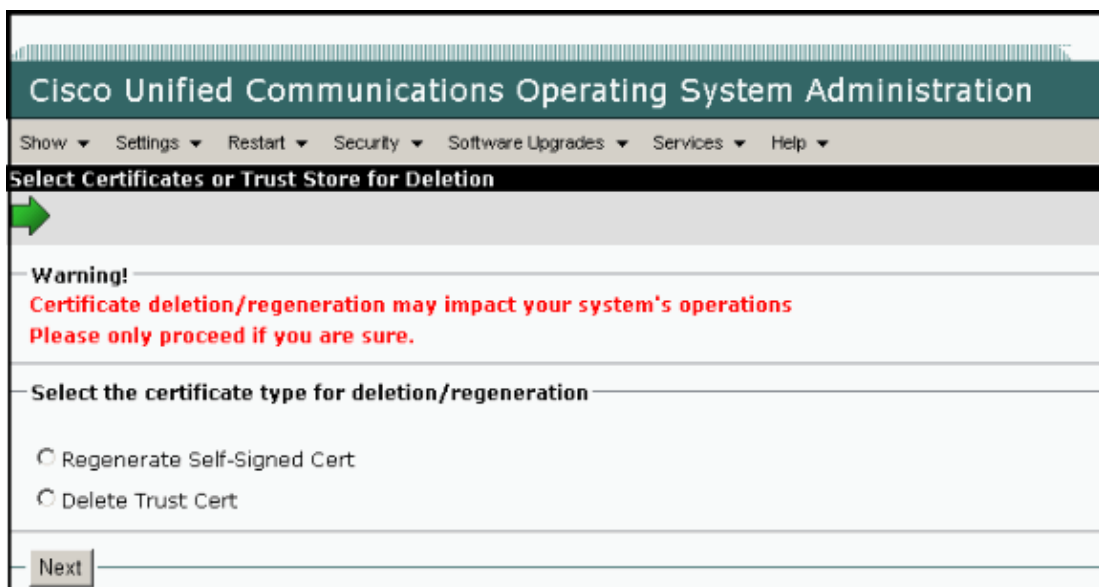 Cisco Unified Communications Operating System Administration
Show Settings Restart Security Software Upgrades Services Help
Select Certificates or Trust Store for Deletion
Warning!
Certificate deletion/regeneration may impact your system's operations
Please only proceed if you are sure.
Select the certificate type for deletion/regeneration
Regenerate Self-Signed Cert
Delete Trust Cert
Next